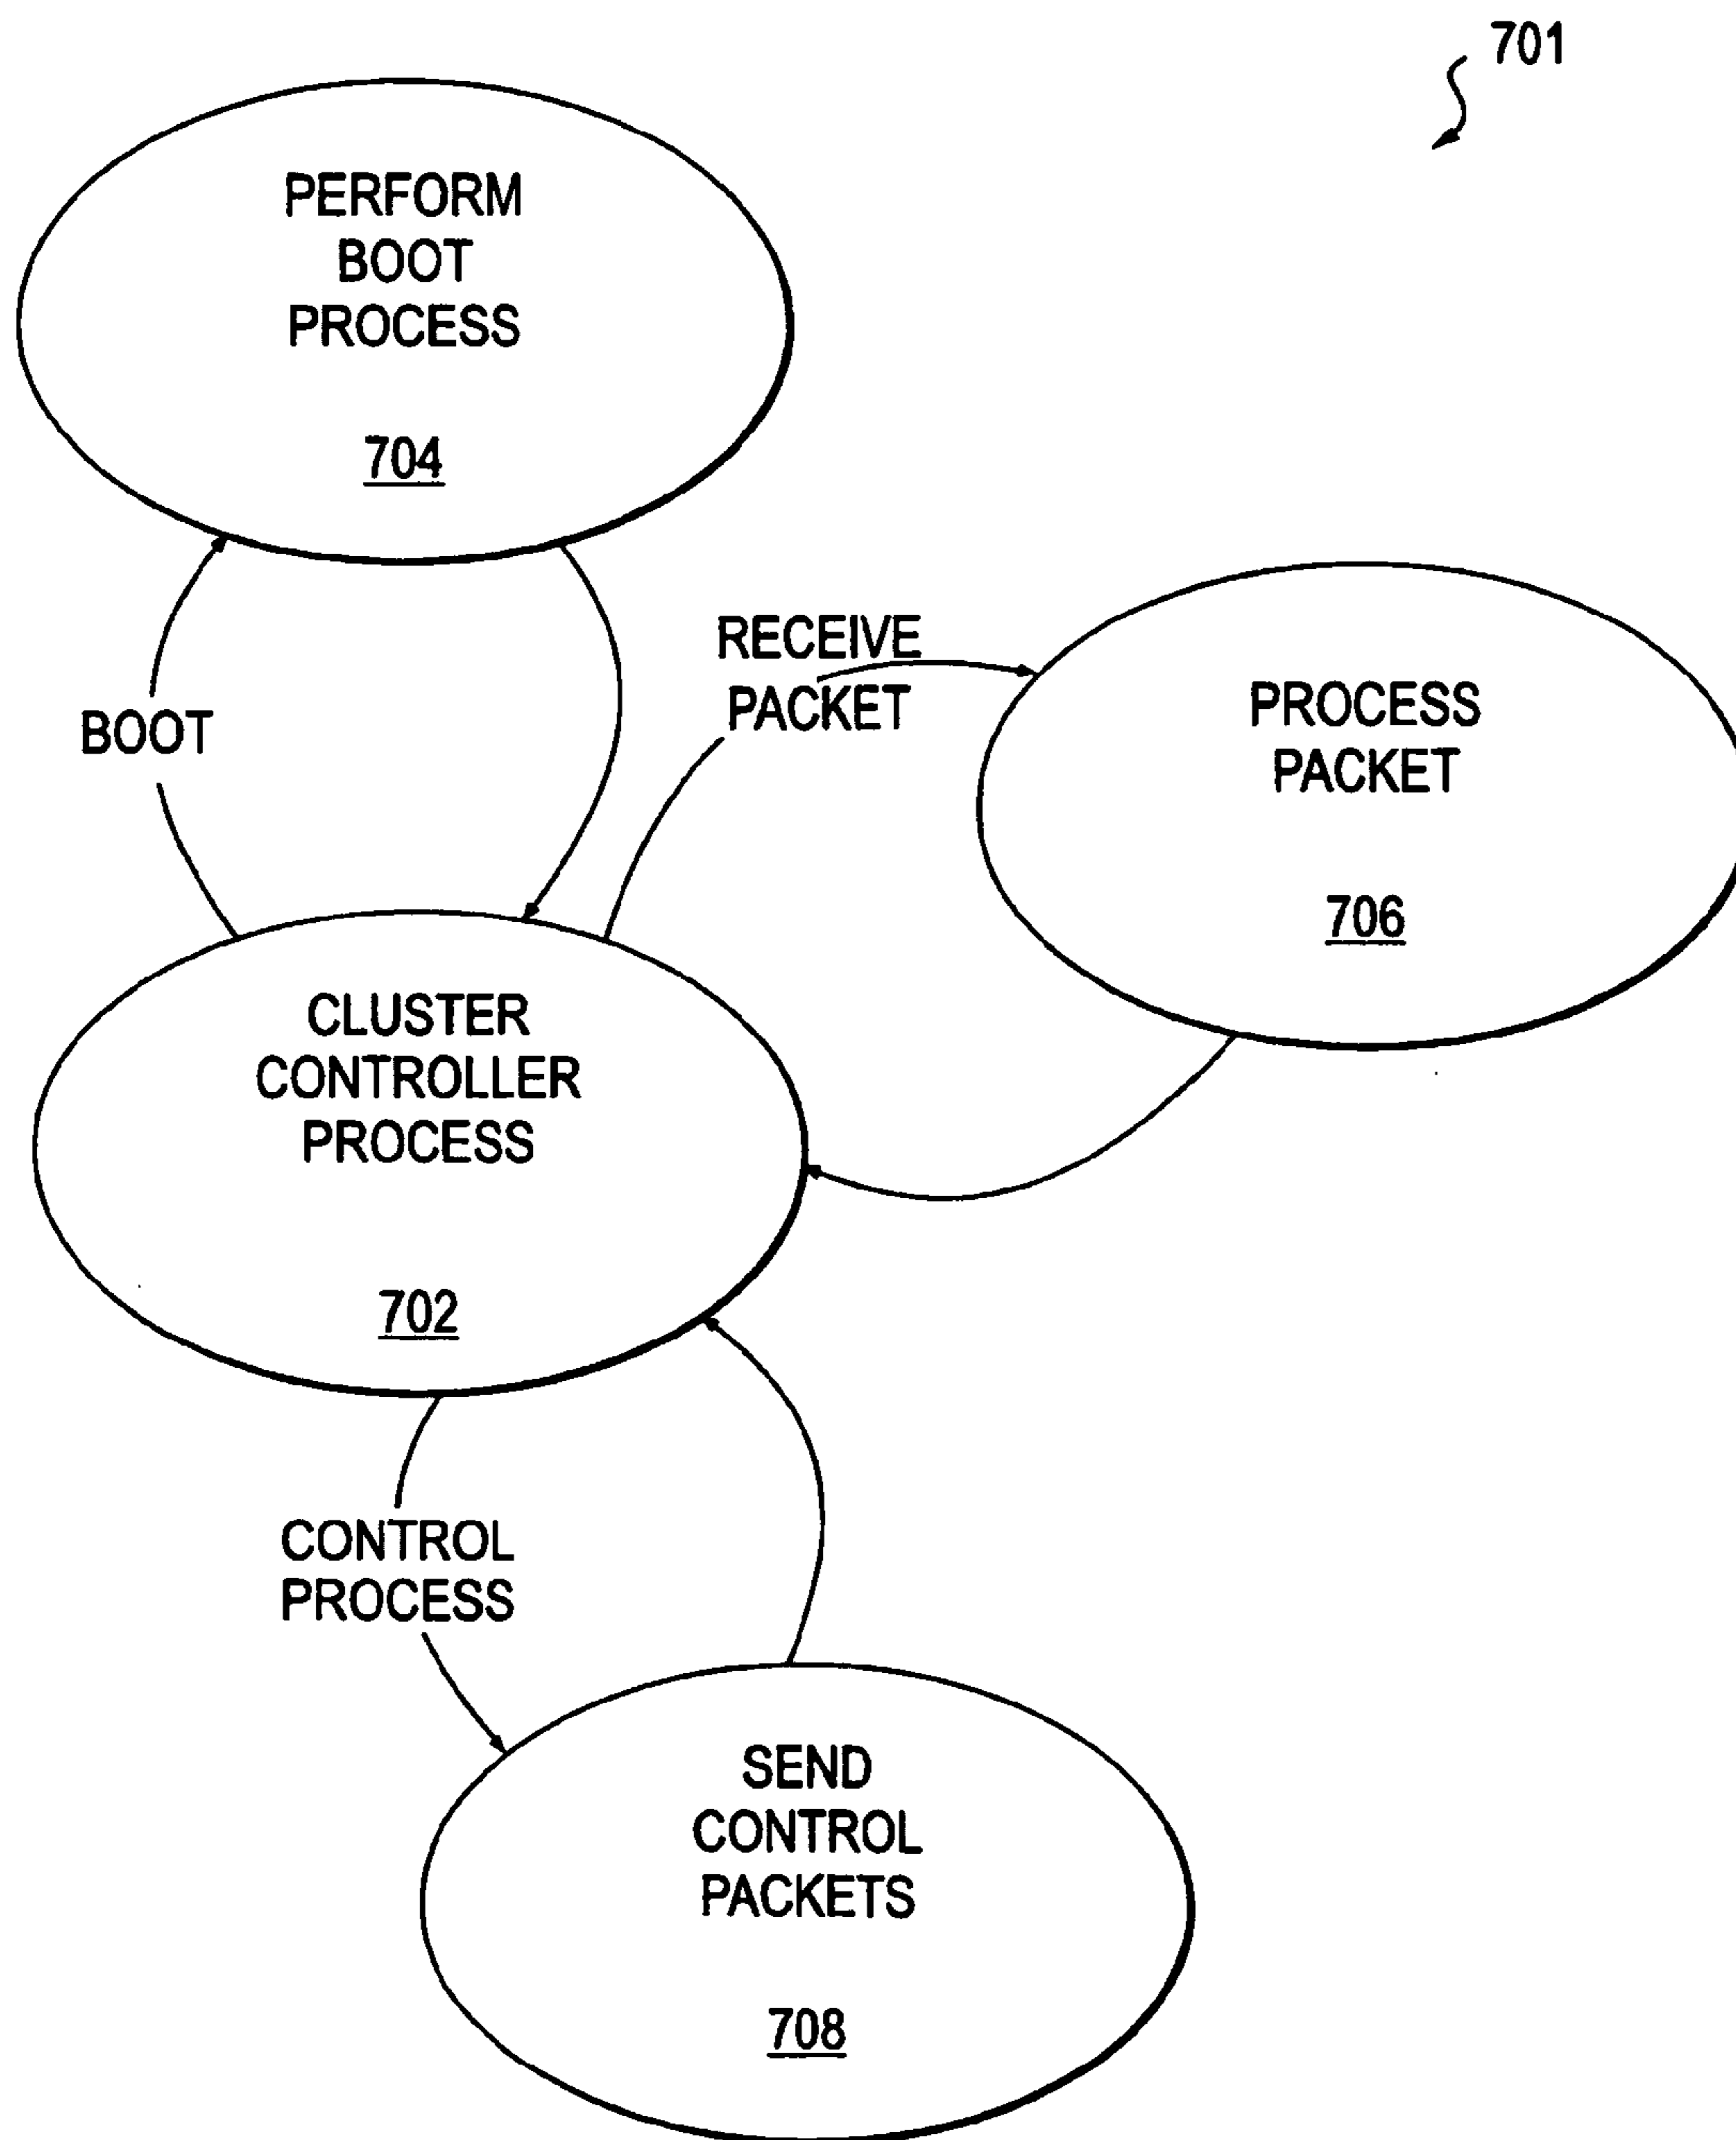 701
PERFORM
BOOT
PROCESS
704
RECEIVE
PACKET
BOOT
PROCESS
PACKET
706
CLUSTER
CONTROLLER
PROCESS
702
CONTROL
PROCESS
SEND
CONTROL
PACKETS
708